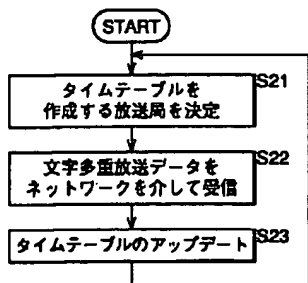 START
S21
タイムテーブルを
作成する放送局を決定
S22
文字多重放送データを
ネットワークを介して受信
S23
タイムテーブルのアップデート